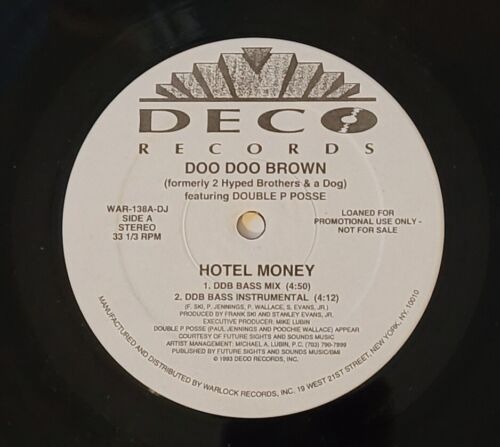 DECO
RECORDS
DOO DOO BROWN
(formerly 2 Hyped Brothers & a Dog)
featuring DOUBLE P POSSE
WAR-138A-DJ
SIDE A
STEREO
33 1/3 RPM
LOANED FOR
PROMOTIONAL USE ONLY -
NOT FOR SALE
HOTEL MONEY
1. DDB BASS MIX (4:50)
2. DDB BASS INSTRUMENTAL (4:12)
(F. SKI, P. JENNINGS, P. WALLACE, S. EVANS, JR.)
PRODUCED BY FRANK SKI AND STANLEY EVANS, JR.
EXECUTIVE PRODUCER: MIKE LUBIN
DOUBLE P POSSE (PAUL JENNINGS AND POOCHIE WALLACE) APPEAR
COURTESY OF FUTURE SIGHTS AND SOUNDS MUSIC.
ARTIST MANAGEMENT: MICHAEL A. LUBIN, P.C. (703) 790-7999
PUBLISHED BY FUTURE SIGHTS AND SOUNDS MUSIC/BMI
© 1993 DECO RECORDS, INC.
MANUFACTURED AND DISTRIBUTED BY WARLOCK RECORDS, INC. 19 WEST 21ST STREET, NEW YORK, NY, 10010